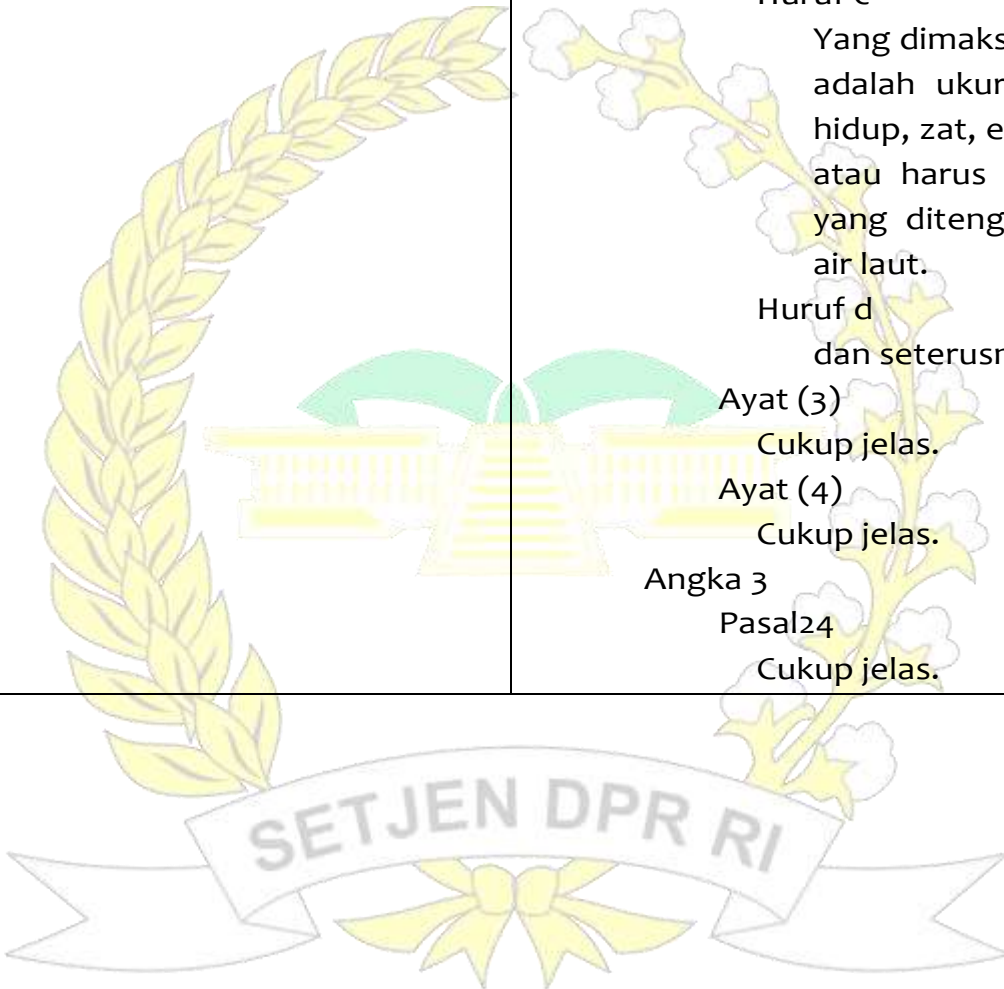 Huruf c
Yang dimaks
adalah ukur
hidup, zat, e
atau harus
yang diteng
air laut.
Huruf d
dan seterusn
Ayat (3)
Cukup jelas.
Ayat (4)
Cukup jelas.
Angka 3
Pasal24
Cukup jelas.
SETJEN DPR RI